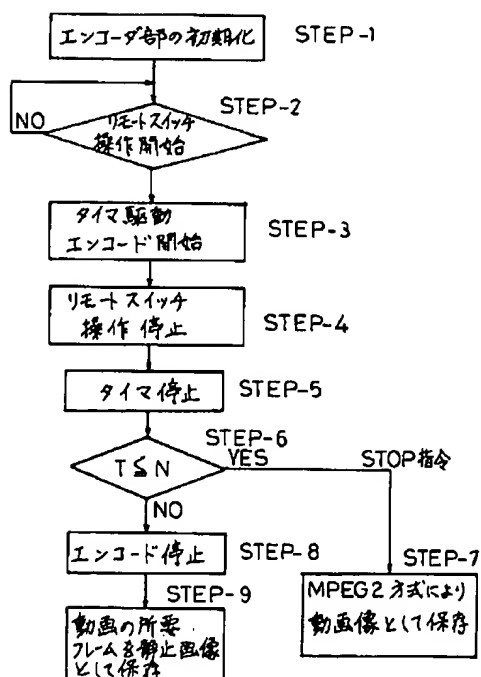 エンコーダ部の初期化
STEP-1
STEP-2
NO
リモートスイッチ
操作開始
タイマ駆動
エンコード開始
STEP-3
リモートスイッチ
操作停止
STEP-4
タイマ停止
STEP-5
STEP-6
T≦N
YES
STOP指令
NO
エンコード停止
STEP-8
STEP-7
STEP-9
MPEG2方式により
動画像として保存
動画の所要
フレームを静止画像
として保存